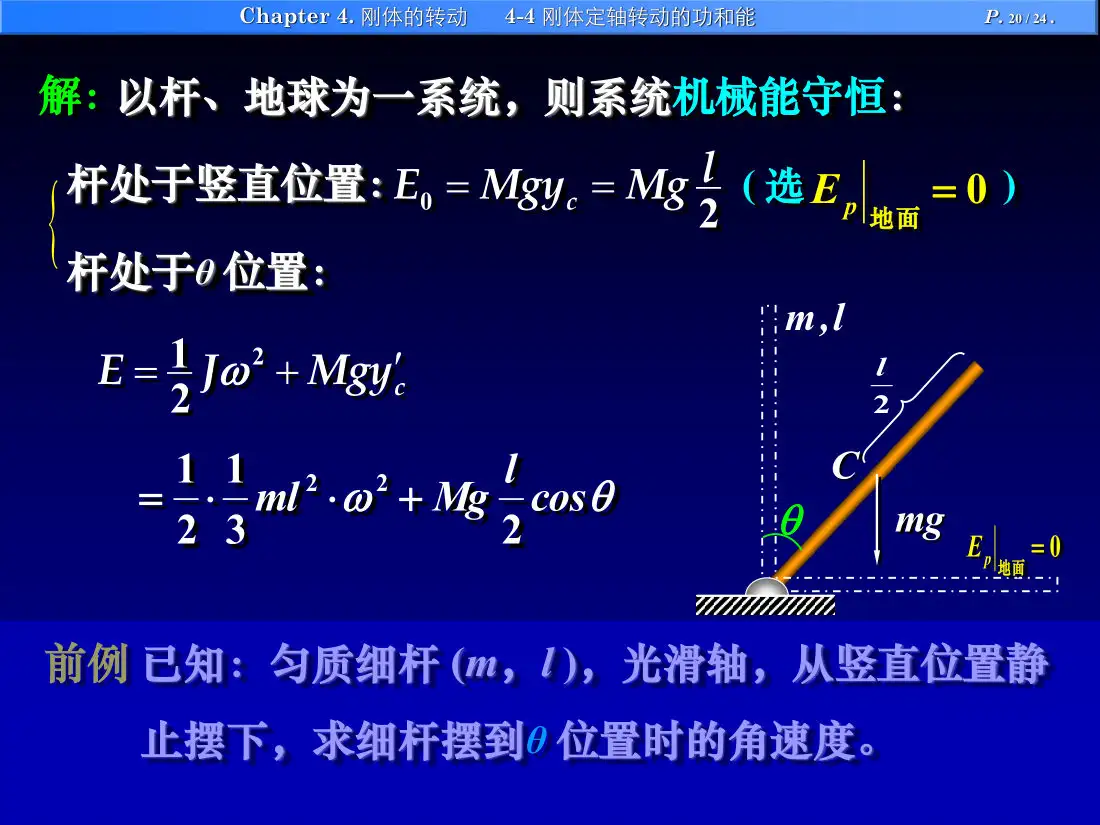 Chapter 4. 刚体的转动 4-4 刚体定轴转动的功和能 P. 20 / 24 .
解：以杆、地球为一系统，则系统机械能守恒：
杆处于竖直位置：E₀ = Mgy_c = Mg l/2 ( 选 E_p|地面 = 0 )
杆处于θ 位置：
E = 1/2 Jω² + Mgy′_c
= 1/2 · 1/3 ml² · ω² + Mg l/2 cosθ
m , l
l/2
C
θ
mg
E_p|地面 = 0
前例 已知：匀质细杆 (m，l )，光滑轴，从竖直位置静
止摆下，求细杆摆到θ 位置时的角速度。